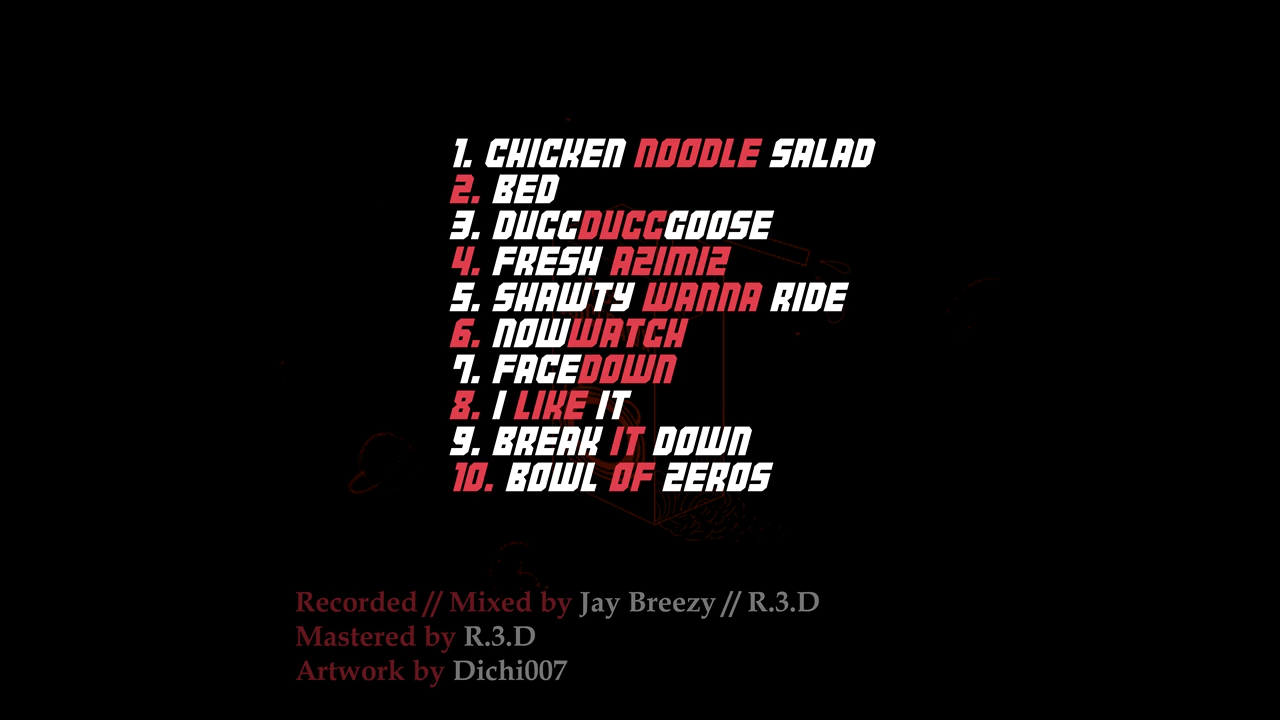 1. CHICKEN NOODLE SALAD
2. BED
3. DUCCDUCCGOOSE
4. FRESH AZIMIZ
5. SHAWTY WANNA RIDE
6. NOWWATCH
7. FACEDOWN
8. I LIKE IT
9. BREAK IT DOWN
10. BOWL OF ZEROS
Recorded // Mixed by Jay Breezy // R.3.D
Mastered by R.3.D
Artwork by Dichi007